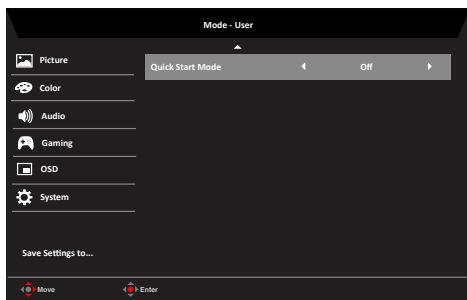 Mode - User
Picture
Quick Start Mode Off
Color
Audio
Gaming
OSD
System
Save Settings to...
Move Enter